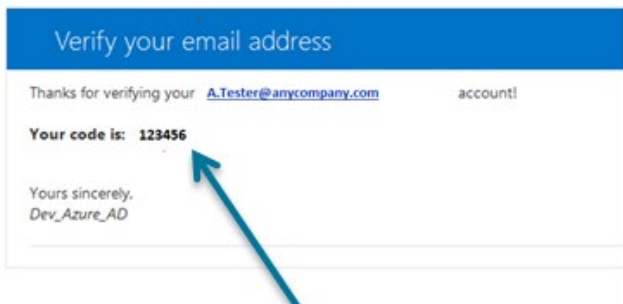 Verify your email address
Thanks for verifying your A.Tester@anycompany.com account!
Your code is: 123456
Yours sincerely,
Dev_Azure_AD